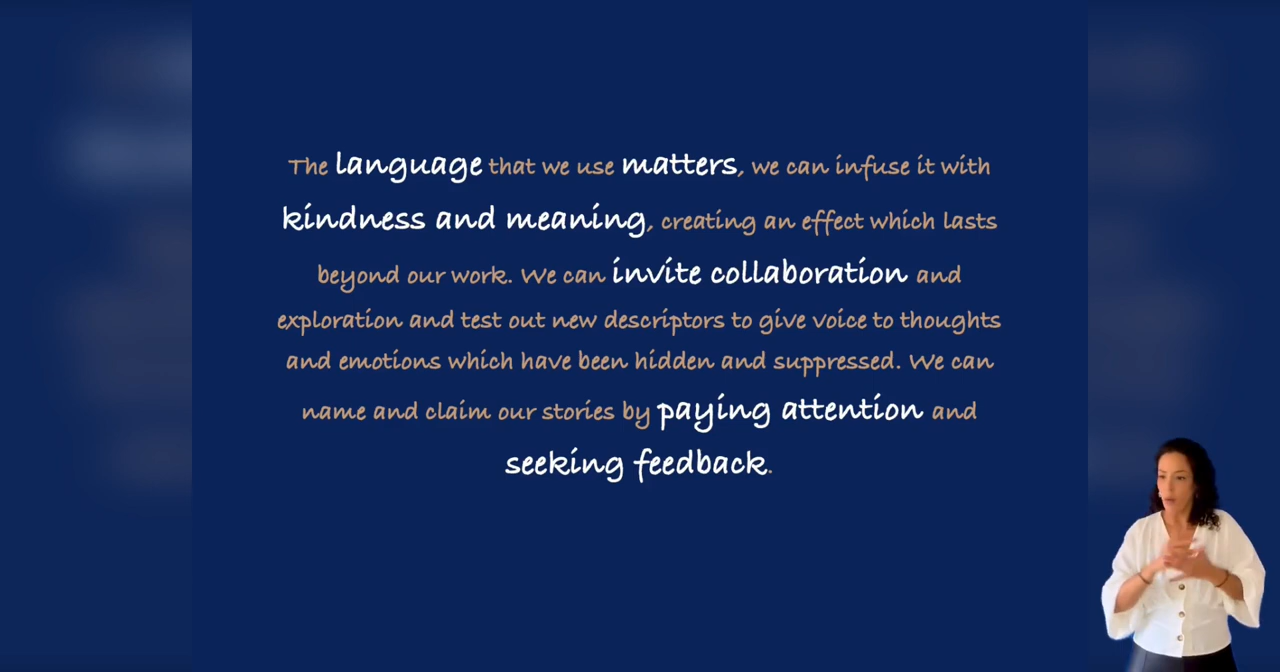 The language that we use matters, we can infuse it with
kindness and meaning, creating an effect which lasts
beyond our work. We can invite collaboration and
exploration and test out new descriptors to give voice to thoughts
and emotions which have been hidden and suppressed. We can
name and claim our stories by paying attention and
seeking feedback.